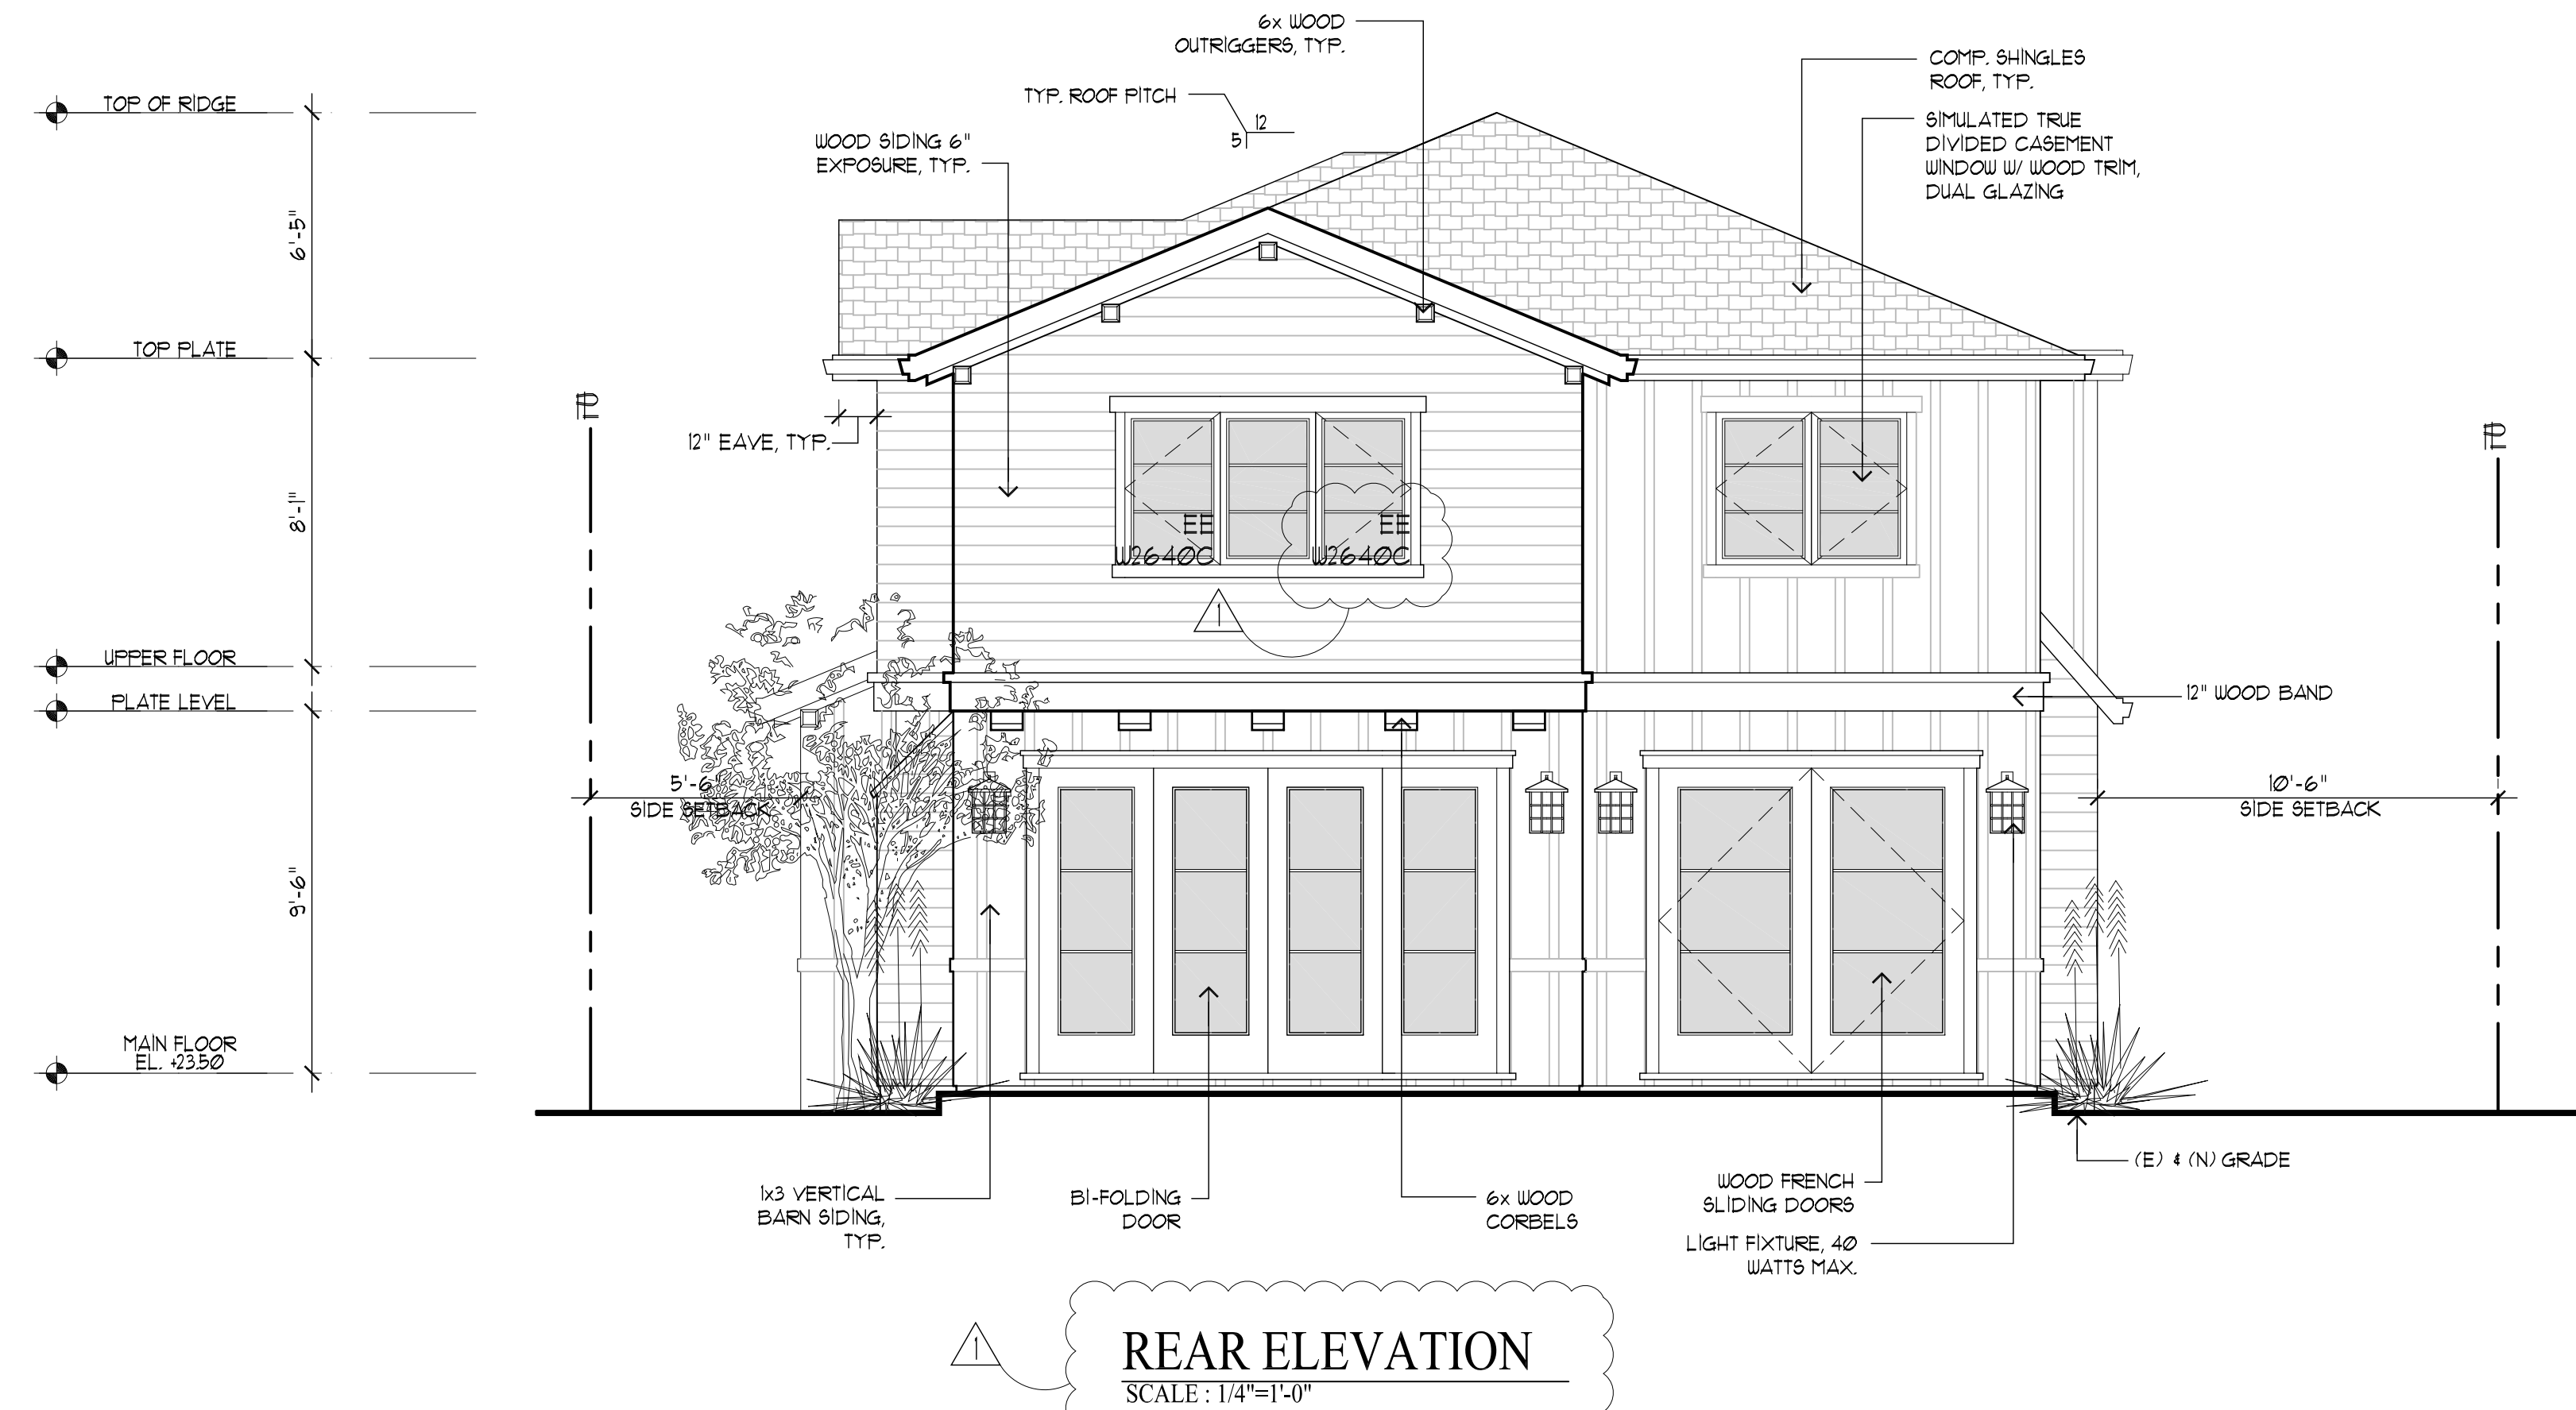 6x WOOD
OUTRIGGERS, TYP.
COMP. SHINGLES
ROOF, TYP.
TYP. ROOF PITCH
12
5
TOP OF RIDGE
SIMULATED TRUE
DIVIDED CASEMENT
WINDOW W/ WOOD TRIM,
DUAL GLAZING
WOOD SIDING 6"
EXPOSURE, TYP.
6'-5"
TOP PLATE
12" EAVE, TYP.
8'-1"
EE
W2640C
EE
W2640C
1
UPPER FLOOR
PLATE LEVEL
12" WOOD BAND
5'-6"
SIDE SETBACK
10'-6"
SIDE SETBACK
9'-6"
MAIN FLOOR
EL. +23.50
(E) & (N) GRADE
1x3 VERTICAL
BARN SIDING,
TYP.
BI-FOLDING
DOOR
6x WOOD
CORBELS
WOOD FRENCH
SLIDING DOORS
LIGHT FIXTURE, 40
WATTS MAX.
1
REAR ELEVATION
SCALE : 1/4"=1'-0"